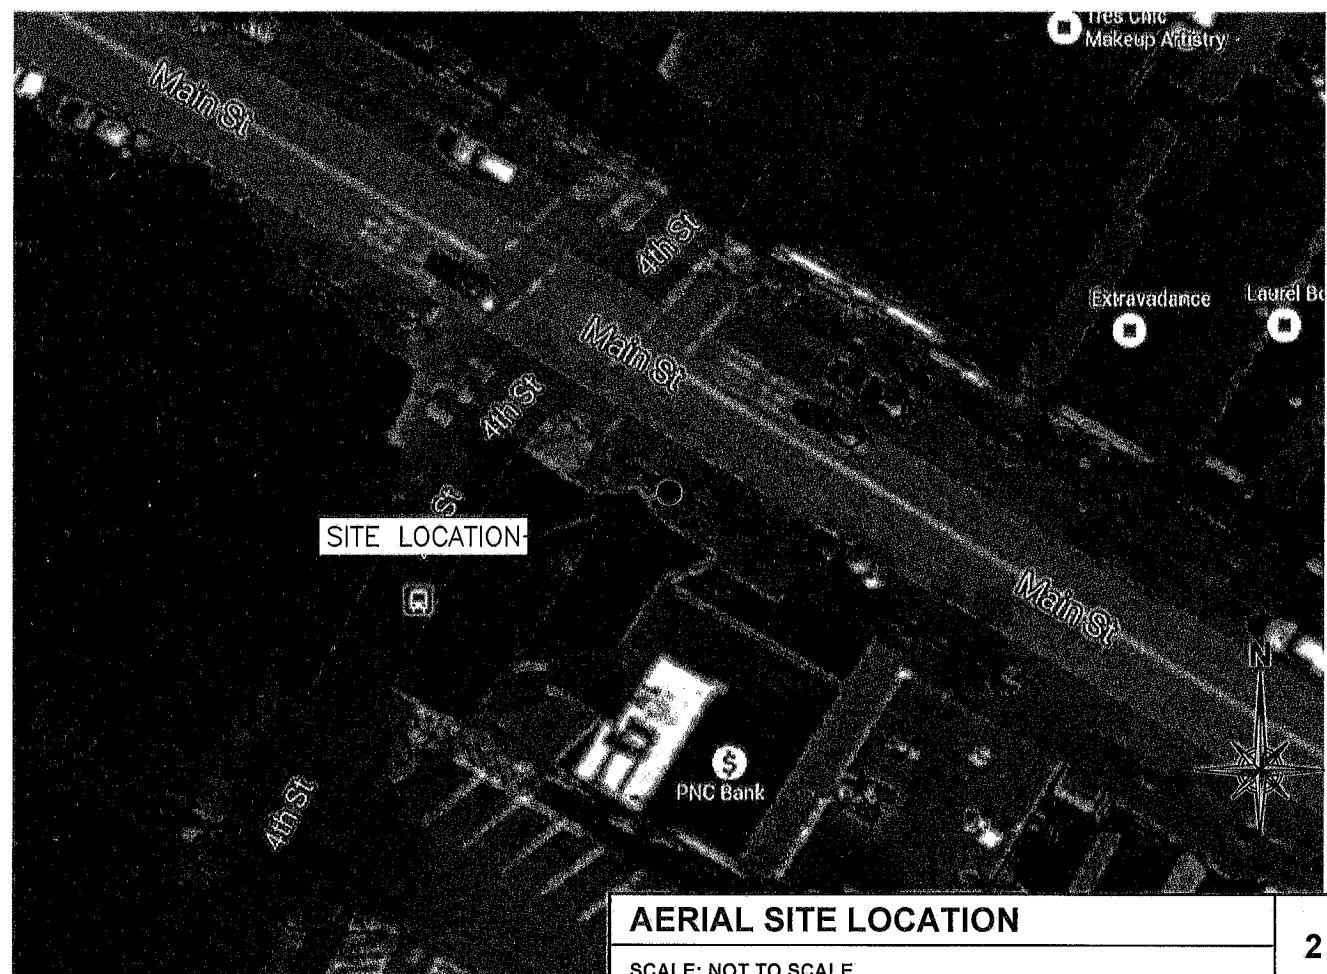 Tres Chic
Makeup Artistry
Main St
4th St
Extravadance
Laurel Bo
Main St
4th St
St
SITE LOCATION
Main St
N
$
PNC Bank
4th St
AERIAL SITE LOCATION
2
SCALE: NOT TO SCALE